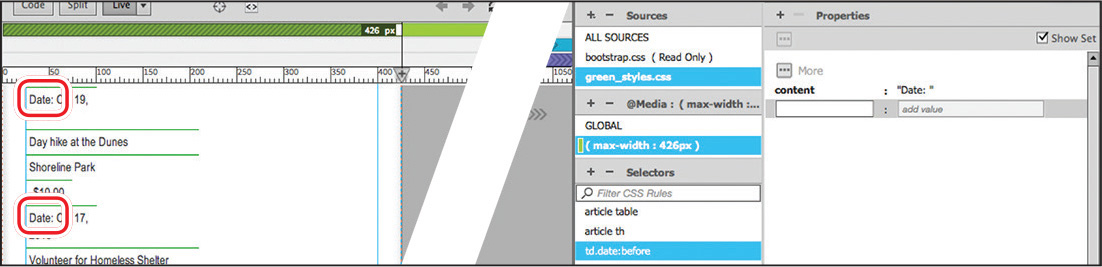 Code Split Live
426 px
0 50 100 150 200 250 300 350 400 450 1050
Date: O 19,
Day hike at the Dunes
Shoreline Park
$10.00
Date: O 17,
Volunteer for Homeless Shelter
+ − Sources
ALL SOURCES
bootstrap.css ( Read Only )
green_styles.css
+ − @Media : ( max-width :...
GLOBAL
( max-width : 426px )
+ − Selectors
Filter CSS Rules
article table
article th
td.date:before
+ − Properties
Show Set
More
content : "Date: "
: add value